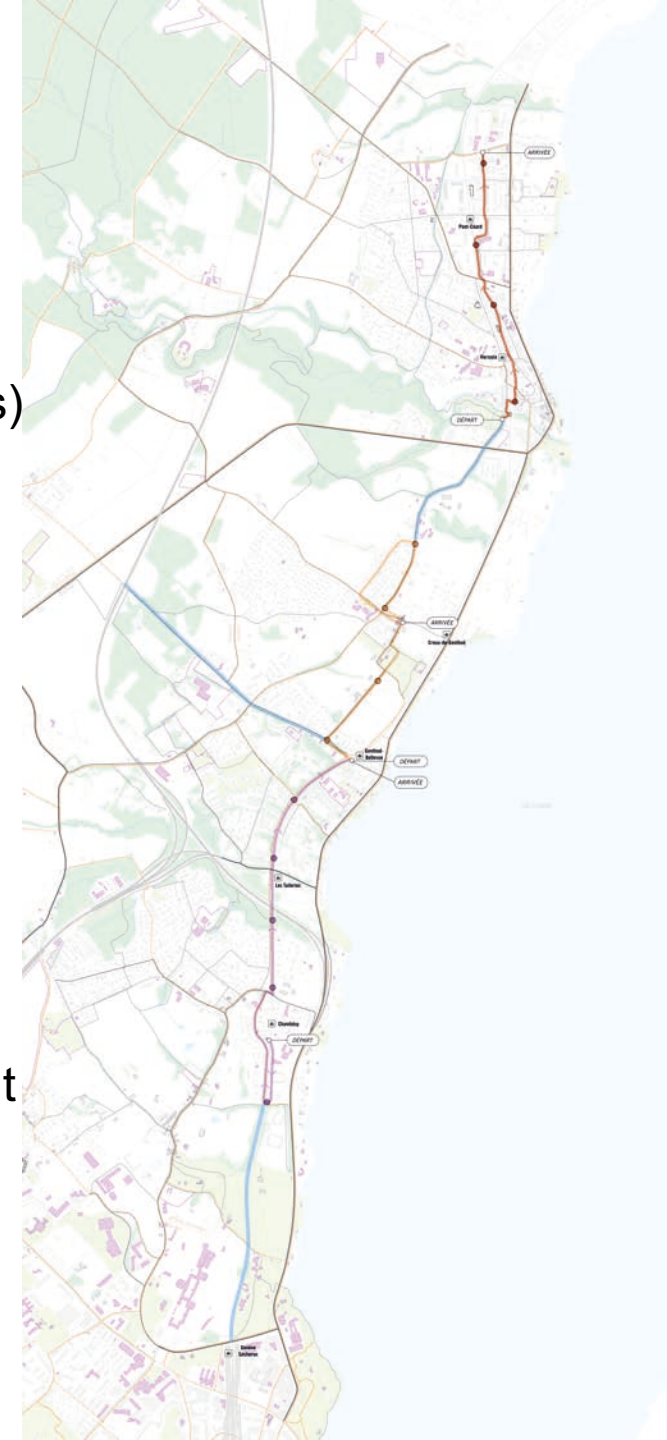 ARRIVÉE
Pont-Céard
Versoix
s)
DÉPART
ARRIVÉE
Creux-de-Genthod
Genthod-
Bellevue
DÉPART
ARRIVÉE
Les Tuileries
Chambésy
DÉPART
t
Genève
Sécheron